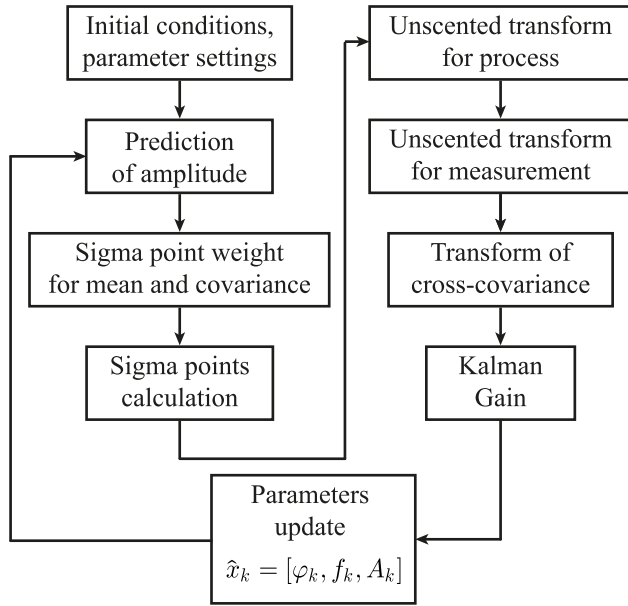 Initial conditions,
parameter settings
Prediction
of amplitude
Sigma point weight
for mean and covariance
Sigma points
calculation
Unscented transform
for process
Unscented transform
for measurement
Transform of
cross-covariance
Kalman
Gain
Parameters
update
x̂ₖ = [φₖ, fₖ, Aₖ]